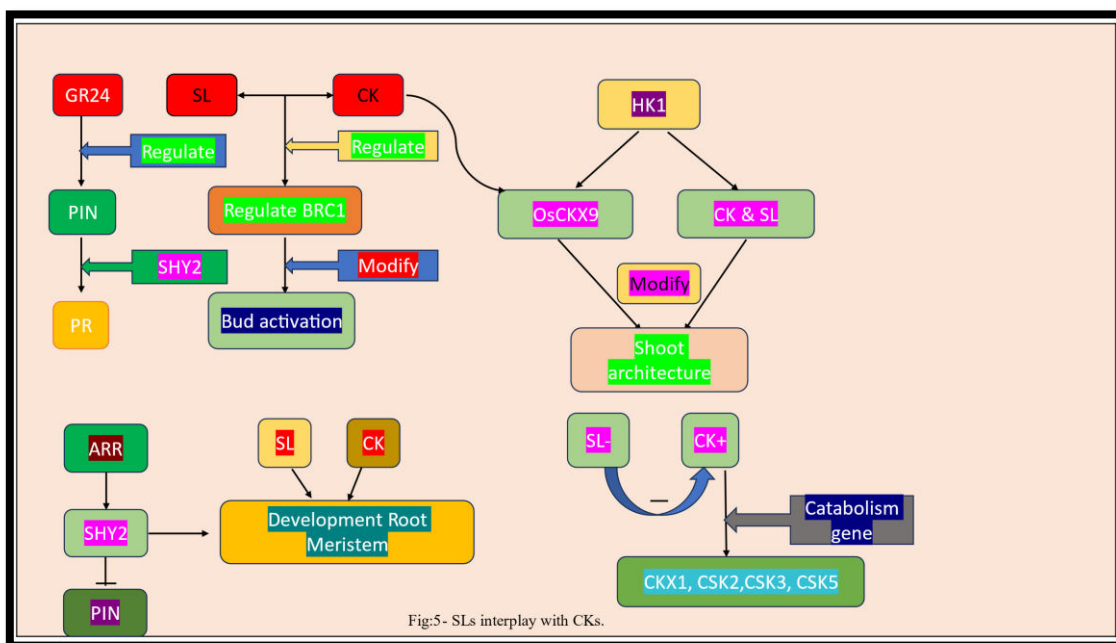 GR24
SL
CK
HK1
Regulate
Regulate
PIN
Regulate BRC1
OsCKX9
CK & SL
SHY2
Modify
Modify
PR
Bud activation
Shoot
architecture
ARR
SL
CK
SL-
CK+
SHY2
Development Root
Meristem
Catabolism
gene
PIN
CKX1, CSK2,CSK3, CSK5
Fig:5- SLs interplay with CKs.